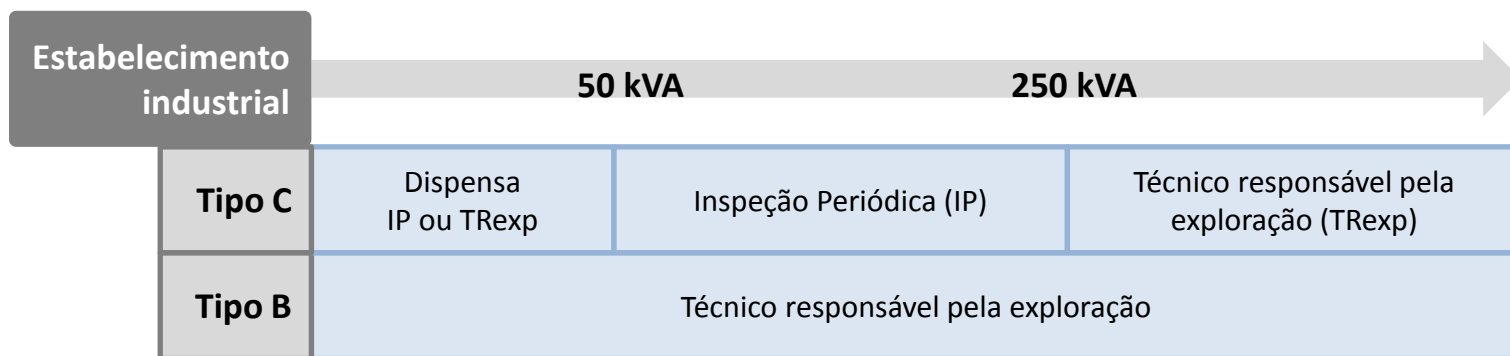 Estabelecimento
industrial
50 kVA
250 kVA
Tipo C
Dispensa
IP ou TRexp
Inspeção Periódica (IP)
Técnico responsável pela
exploração (TRexp)
Tipo B
Técnico responsável pela exploração